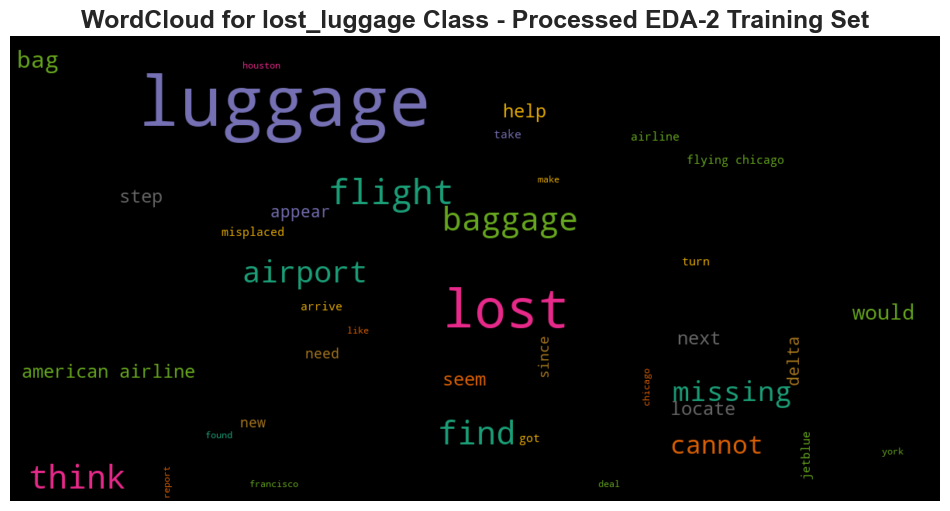 WordCloud for lost_luggage Class - Processed EDA-2 Training Set
bag
houston
luggage
help
take
airline
flying chicago
make
step
flight
appear
baggage
misplaced
airport
turn
arrive
lost
would
like
next
since
need
delta
american airline
seem
chicago
missing
locate
new
find
got
found
cannot
jetblue
york
think
report
francisco
deal